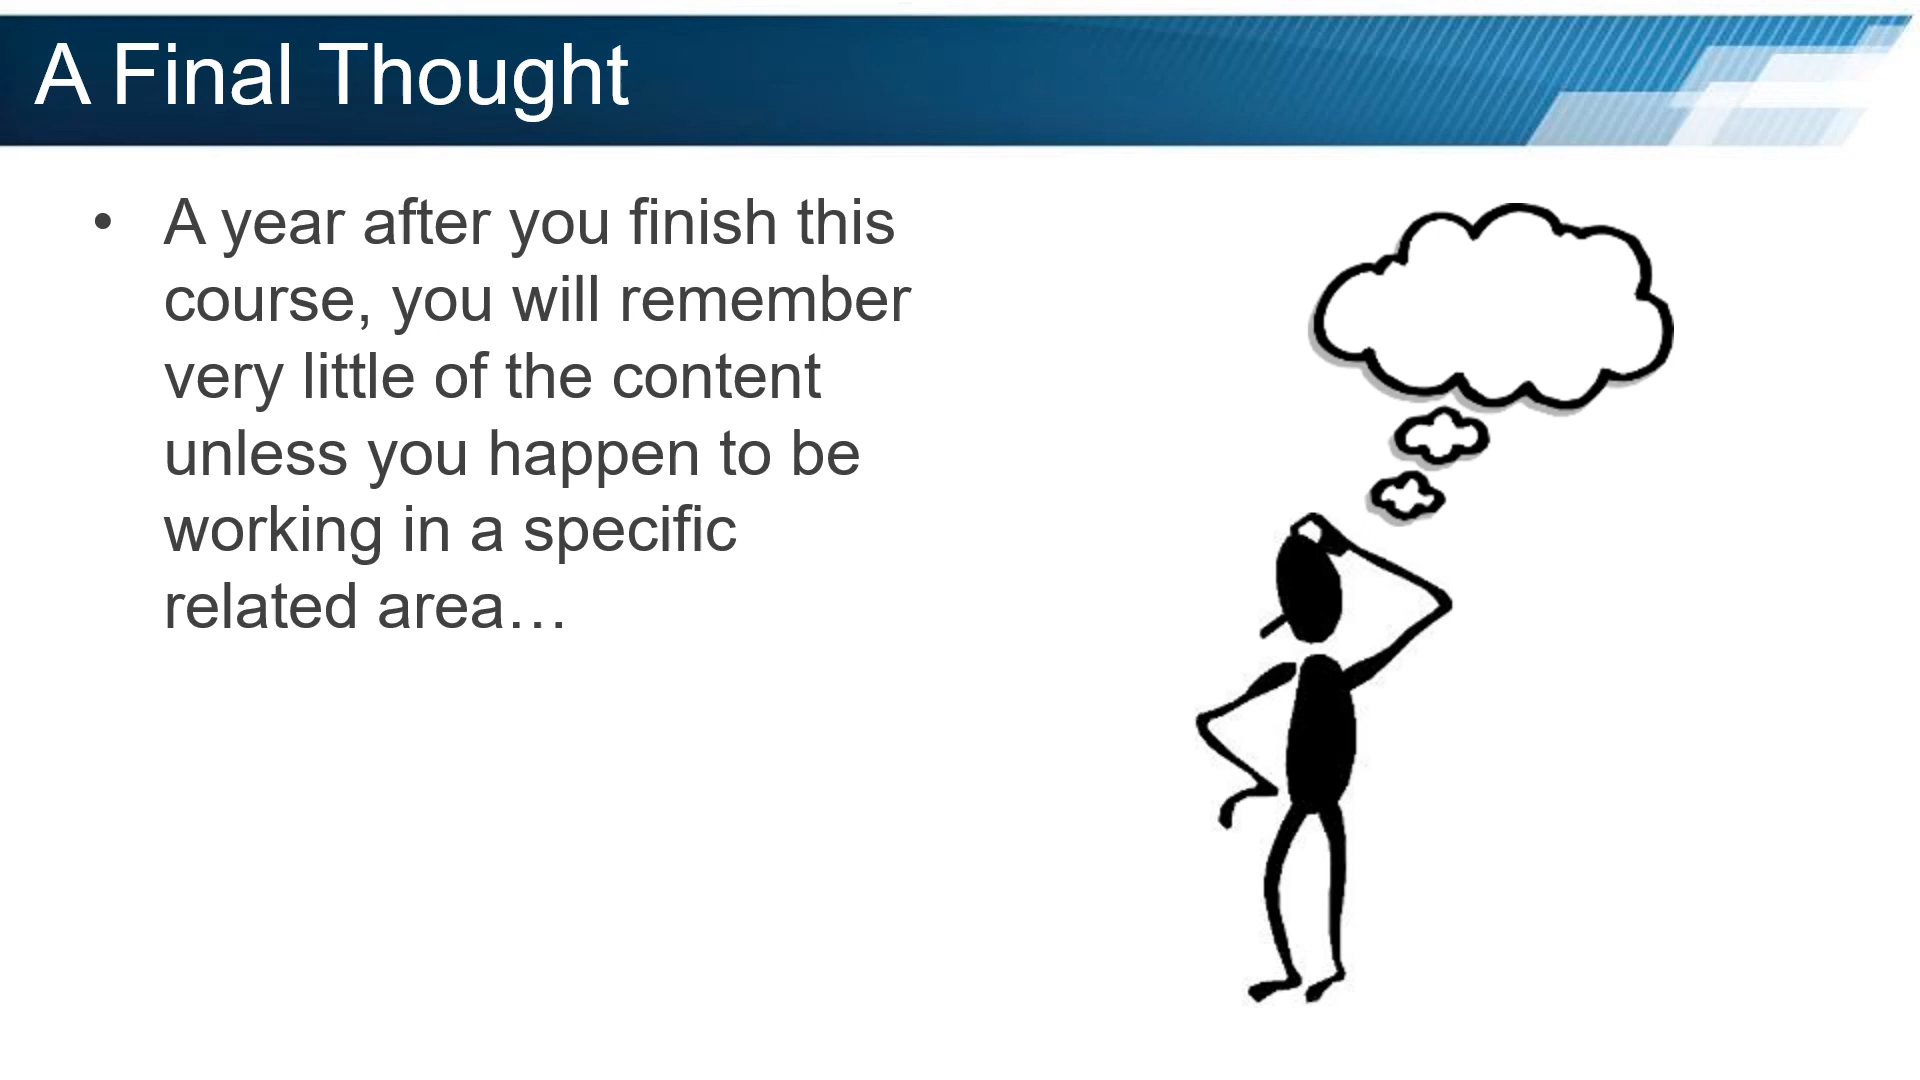 A Final Thought
• A year after you finish this
course, you will remember
very little of the content
unless you happen to be
working in a specific
related area…